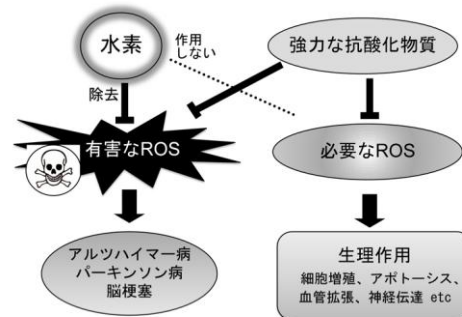 水素
作用
しない
強力な抗酸化物質
除去
有害なROS
必要なROS
アルツハイマー病
パーキンソン病
脳梗塞
生理作用
細胞増殖、アポトーシス、
血管拡張、神経伝達 etc